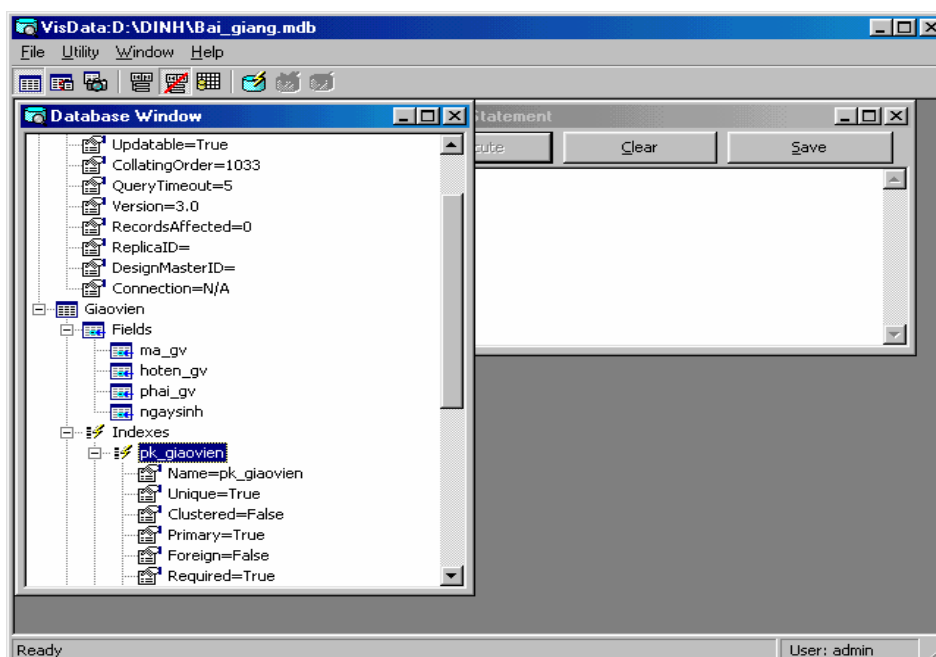 VisData:D:\DINH\Bai_giang.mdb
File Utility Window Help
Database Window
Statement
cute Clear Save
Updatable=True
CollatingOrder=1033
QueryTimeout=5
Version=3.0
RecordsAffected=0
ReplicaID=
DesignMasterID=
Connection=N/A
Giaovien
Fields
ma_gv
hoten_gv
phai_gv
ngaysinh
Indexes
pk_giaovien
Name=pk_giaovien
Unique=True
Clustered=False
Primary=True
Foreign=False
Required=True
Ready User: admin